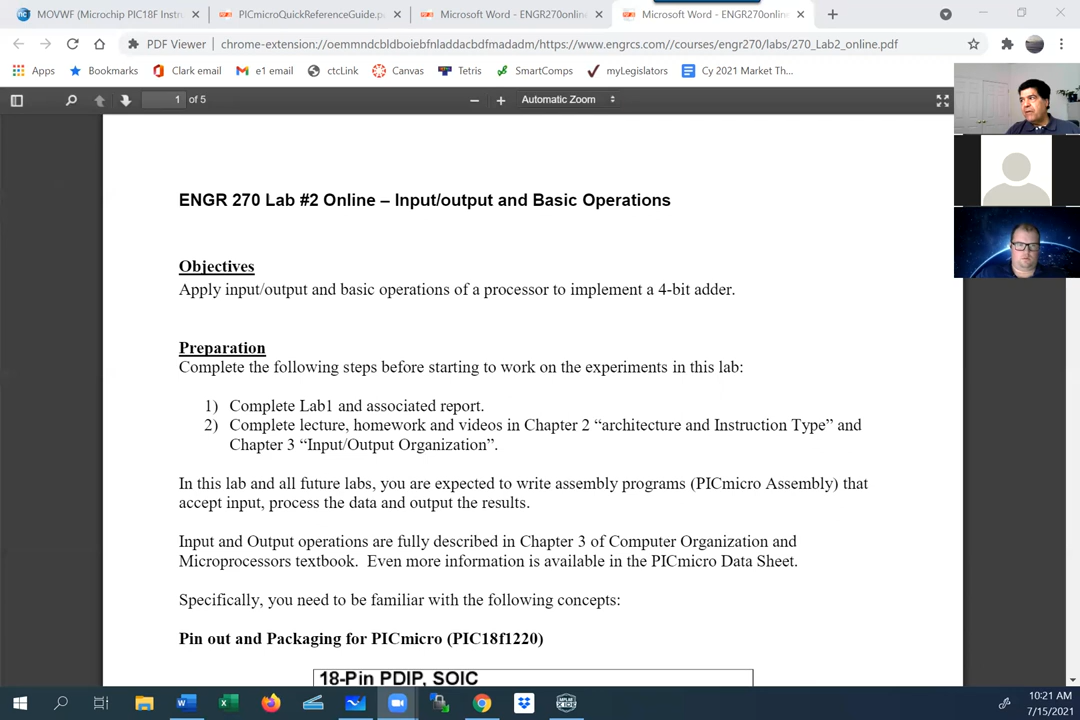 MOVWF (Microchip PIC18F Instru
PICmicroQuickReferenceGuide.pa
Microsoft Word - ENGR270online
Microsoft Word - ENGR270online
PDF Viewer
chrome-extension://oemmndcbldboiebfnladdacbdfmadadm/https://www.engrcs.com//courses/engr270/labs/270_Lab2_online.pdf
Apps
Bookmarks
Clark email
e1 email
ctcLink
Canvas
Tetris
SmartComps
myLegislators
Cy 2021 Market Th...
1 of 5
Automatic Zoom
ENGR 270 Lab #2 Online – Input/output and Basic Operations
Objectives
Apply input/output and basic operations of a processor to implement a 4-bit adder.
Preparation
Complete the following steps before starting to work on the experiments in this lab:
1) Complete Lab1 and associated report.
2) Complete lecture, homework and videos in Chapter 2 “architecture and Instruction Type” and
Chapter 3 “Input/Output Organization”.
In this lab and all future labs, you are expected to write assembly programs (PICmicro Assembly) that
accept input, process the data and output the results.
Input and Output operations are fully described in Chapter 3 of Computer Organization and
Microprocessors textbook. Even more information is available in the PICmicro Data Sheet.
Specifically, you need to be familiar with the following concepts:
Pin out and Packaging for PICmicro (PIC18f1220)
18-Pin PDIP, SOIC
10:21 AM
7/15/2021